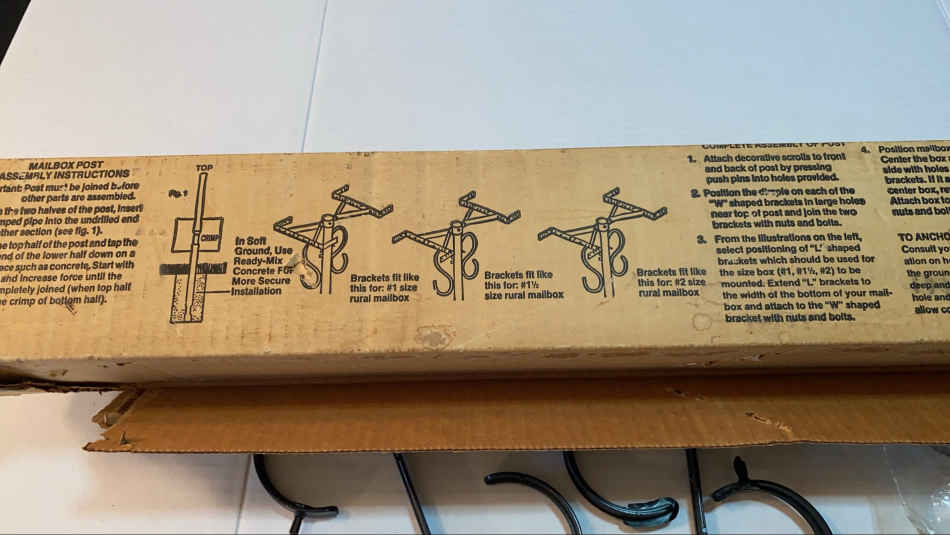 MAILBOX POST
ASSEMBLY INSTRUCTIONS
Post must be joined before
other parts are assembled.
the two halves of the post, Insert
pipe into the undrilled end
other section (see fig. 1).
top half of the post and tap the
end of the lower half down on a
such as concrete. Start with
and increase force until the
joined (when top half
crimp of bottom half).
TOP
Fig. 1
CRIMP
In Soft
Ground, Use
Ready-Mix
Concrete For
More Secure
Installation
Brackets fit like
this for: #1 size
rural mailbox
Brackets fit like
this for: #1½
size rural mailbox
Brackets fit like
this for: #2 size
rural mailbox
COMPLETE ASSEMBLY OF POST
1. Attach decorative scrolls to front
and back of post by pressing
push pins into holes provided.
2. Position the dimple on each of the
"W" shaped brackets in large holes
near top of post and join the two
brackets with nuts and bolts.
3. From the illustrations on the left,
select positioning of "L" shaped
brackets which should be used for
the size box (#1, #1½, #2) to be
mounted. Extend "L" brackets to
the width of the bottom of your mail-
box and attach to the "W" shaped
bracket with nuts and bolts.
4. Position mailbox
Center the box
side with holes
brackets. If it
center box, re
Attach box
nuts and bolts
TO ANCHO
Consult
ation on
the ground
deep and
hole
allow